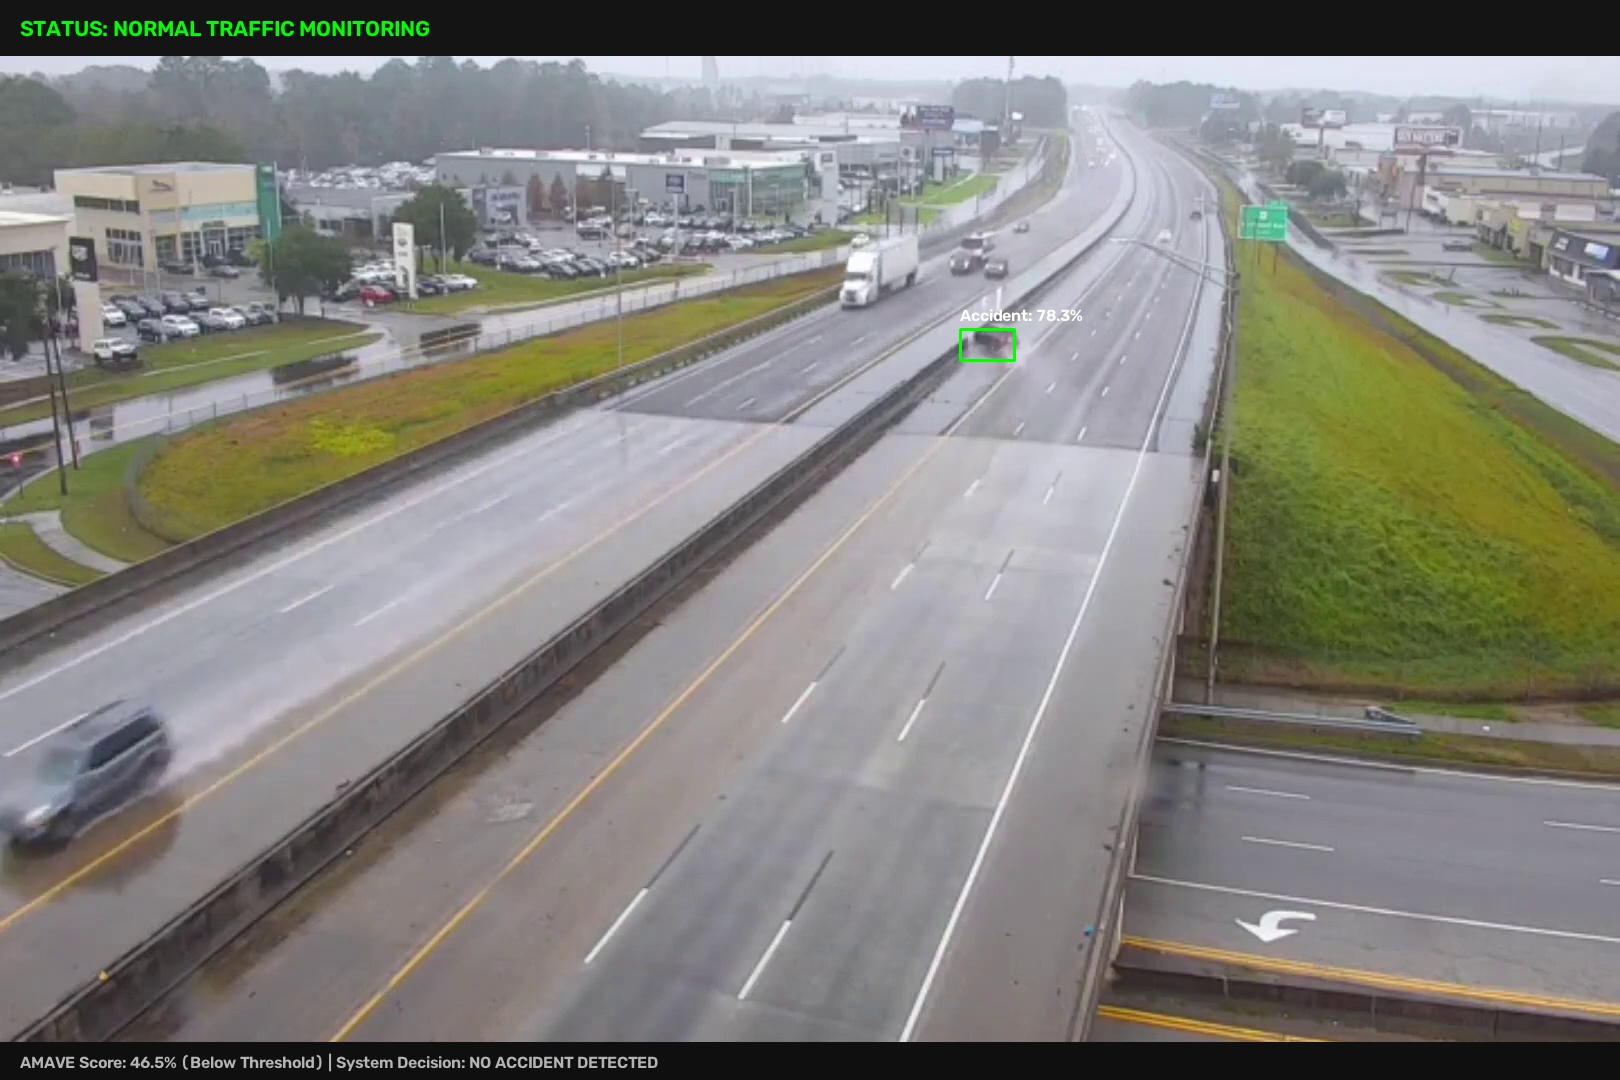 STATUS: NORMAL TRAFFIC MONITORING
Accident: 78.3%
AMAVE Score: 46.5% (Below Threshold) | System Decision: NO ACCIDENT DETECTED